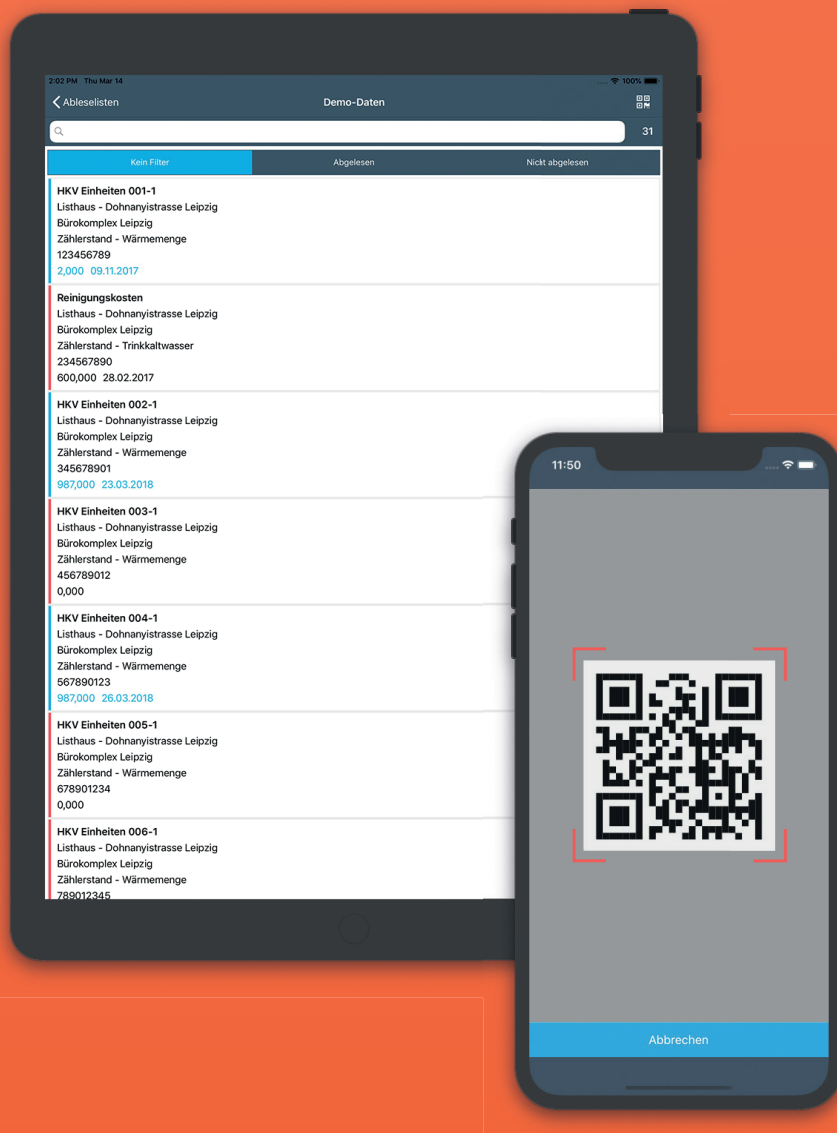 2:02 PM Thu Mar 14
100%
Ableselisten
Demo-Daten
31
Kein Filter
Abgelesen
Nickt abgelesen
HKV Einheiten 001-1
Listhaus - Dohnanyistrasse Leipzig
Bürokomplex Leipzig
Zählerstand - Wärmemenge
123456789
2,000 09.11.2017
Reinigungskosten
Listhaus - Dohnanyistrasse Leipzig
Bürokomplex Leipzig
Zählerstand - Trinkkaltwasser
234567890
600,000 28.02.2017
HKV Einheiten 002-1
Listhaus - Dohnanyistrasse Leipzig
Bürokomplex Leipzig
Zählerstand - Wärmemenge
345678901
987,000 23.03.2018
HKV Einheiten 003-1
Listhaus - Dohnanyistrasse Leipzig
Bürokomplex Leipzig
Zählerstand - Wärmemenge
456789012
0,000
HKV Einheiten 004-1
Listhaus - Dohnanyistrasse Leipzig
Bürokomplex Leipzig
Zählerstand - Wärmemenge
567890123
987,000 26.03.2018
HKV Einheiten 005-1
Listhaus - Dohnanyistrasse Leipzig
Bürokomplex Leipzig
Zählerstand - Wärmemenge
678901234
0,000
HKV Einheiten 006-1
Listhaus - Dohnanyistrasse Leipzig
Bürokomplex Leipzig
Zählerstand - Wärmemenge
789012345
11:50
Abbrechen